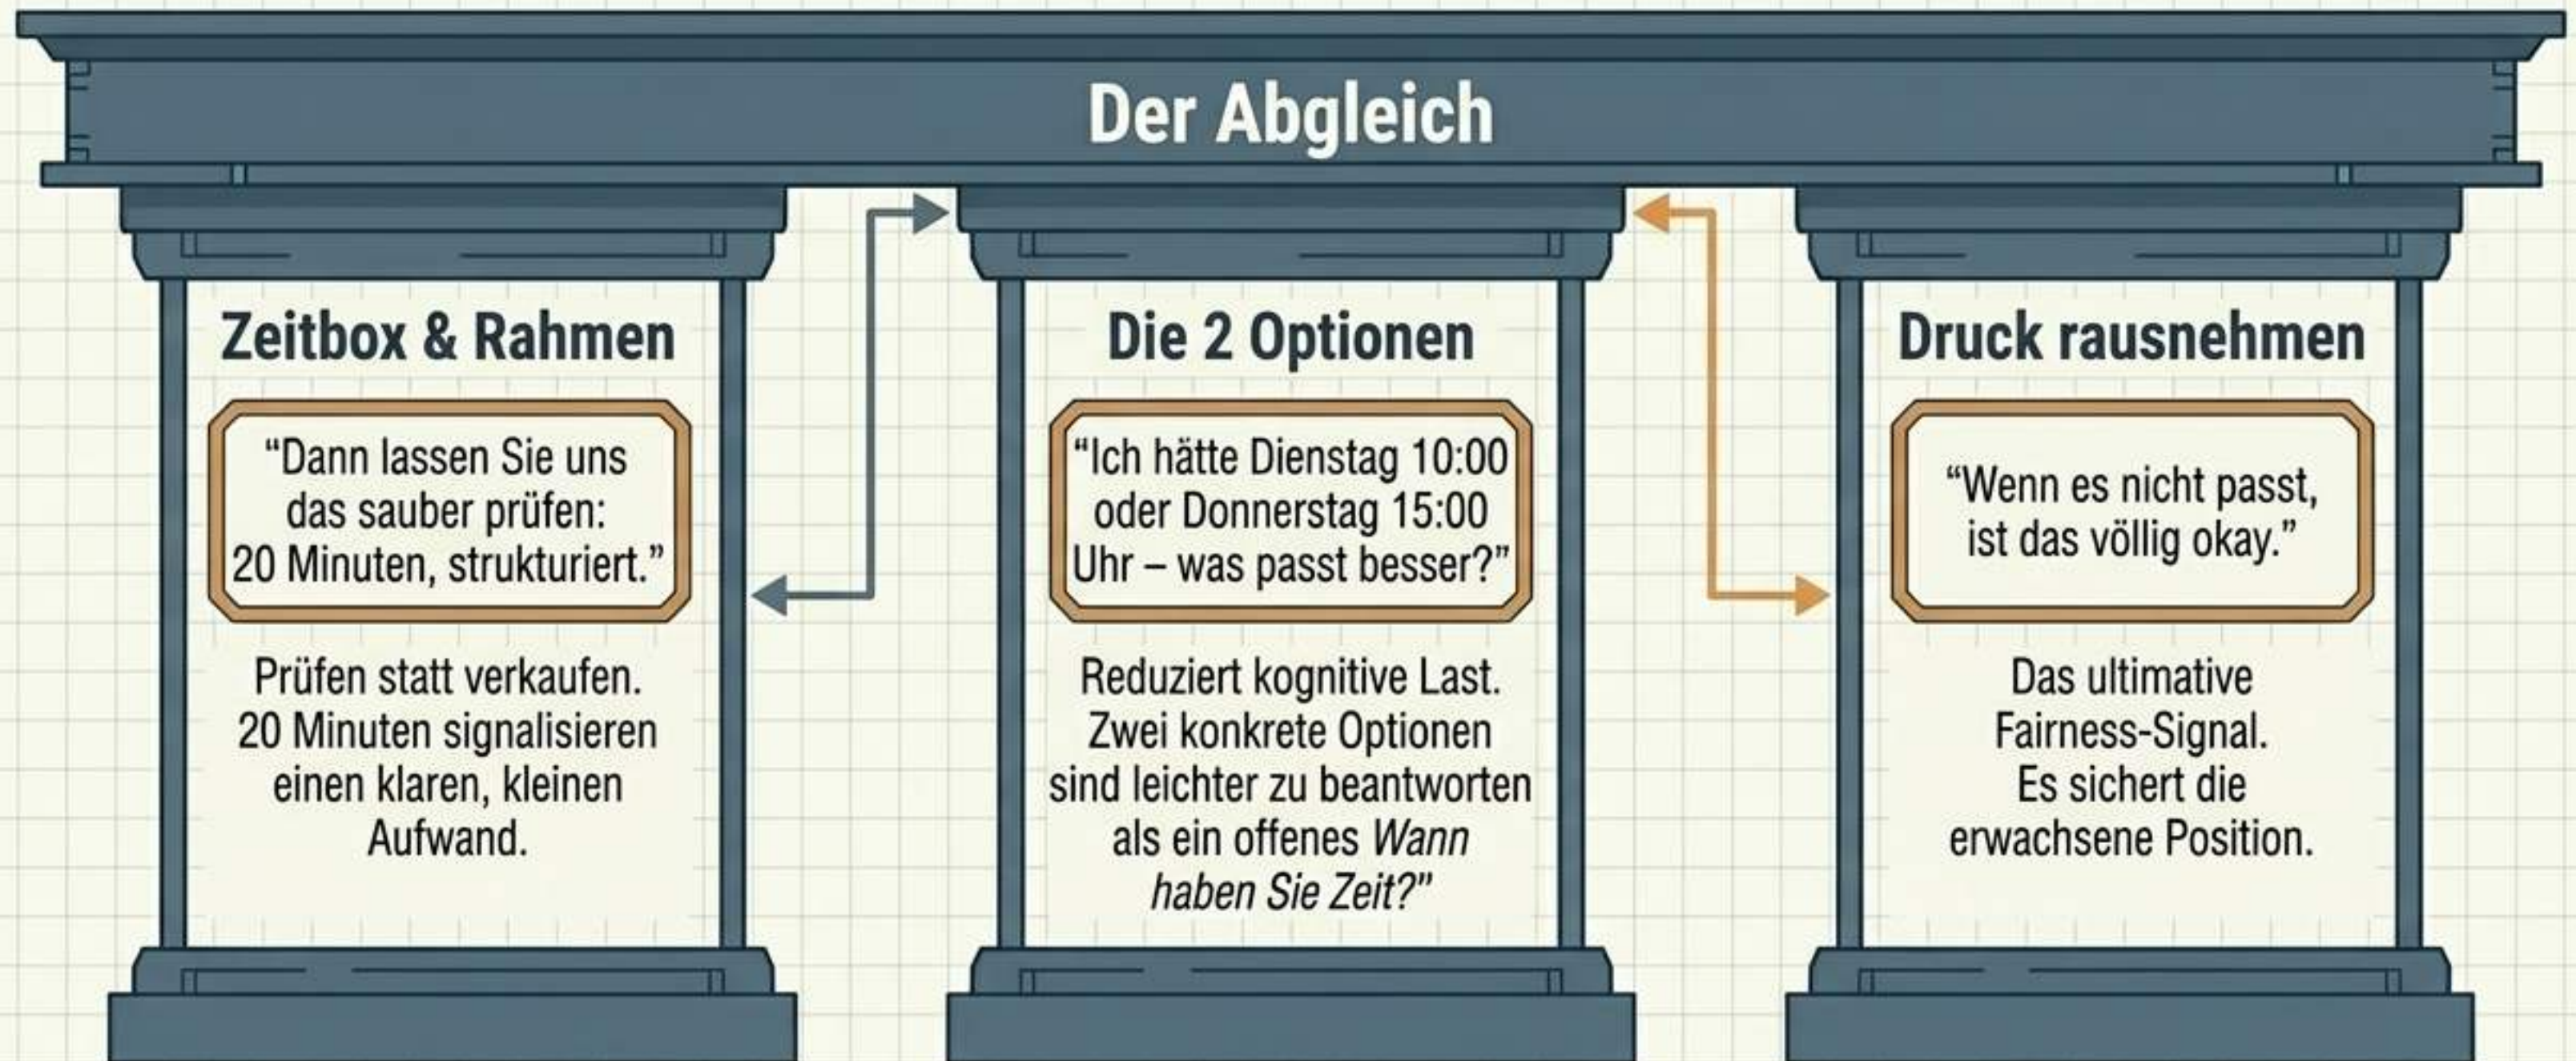 Der Abgleich
Zeitbox & Rahmen
“Dann lassen Sie uns
das sauber prüfen:
20 Minuten, strukturiert.”
Prüfen statt verkaufen.
20 Minuten signalisieren
einen klaren, kleinen
Aufwand.
Die 2 Optionen
“Ich hätte Dienstag 10:00
oder Donnerstag 15:00
Uhr – was passt besser?”
Reduziert kognitive Last.
Zwei konkrete Optionen
sind leichter zu beantworten
als ein offenes Wann
haben Sie Zeit?”
Druck rausnehmen
“Wenn es nicht passt,
ist das völlig okay.”
Das ultimative
Fairness-Signal.
Es sichert die
erwachsene Position.